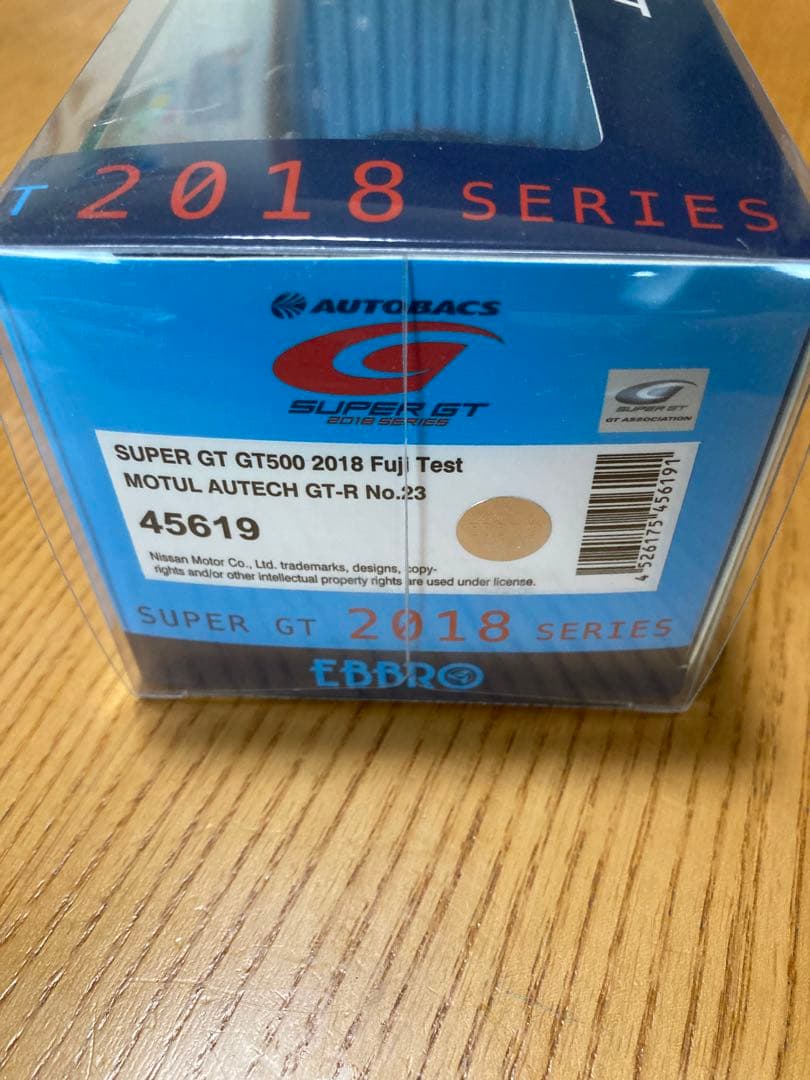 T 2018 SERIES
AUTOBACS
SUPER GT
2018 SERIES
SUPER GT
GT ASSOCIATION
SUPER GT GT500 2018 Fuji Test
MOTUL AUTECH GT-R No.23
45619
Nissan Motor Co., Ltd. trademarks, designs, copy-
rights and/or other intellectual property rights are used under license.
4 526175 456191
SUPER GT 2018 SERIES
EBBRO